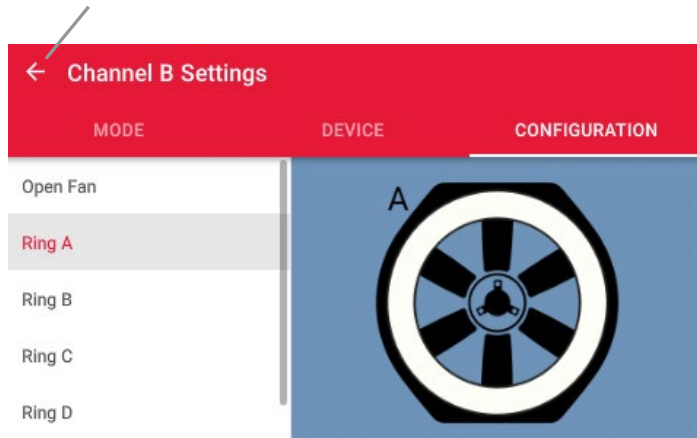 Channel B Settings
MODE DEVICE CONFIGURATION
Open Fan
Ring A
Ring B
Ring C
Ring D
A